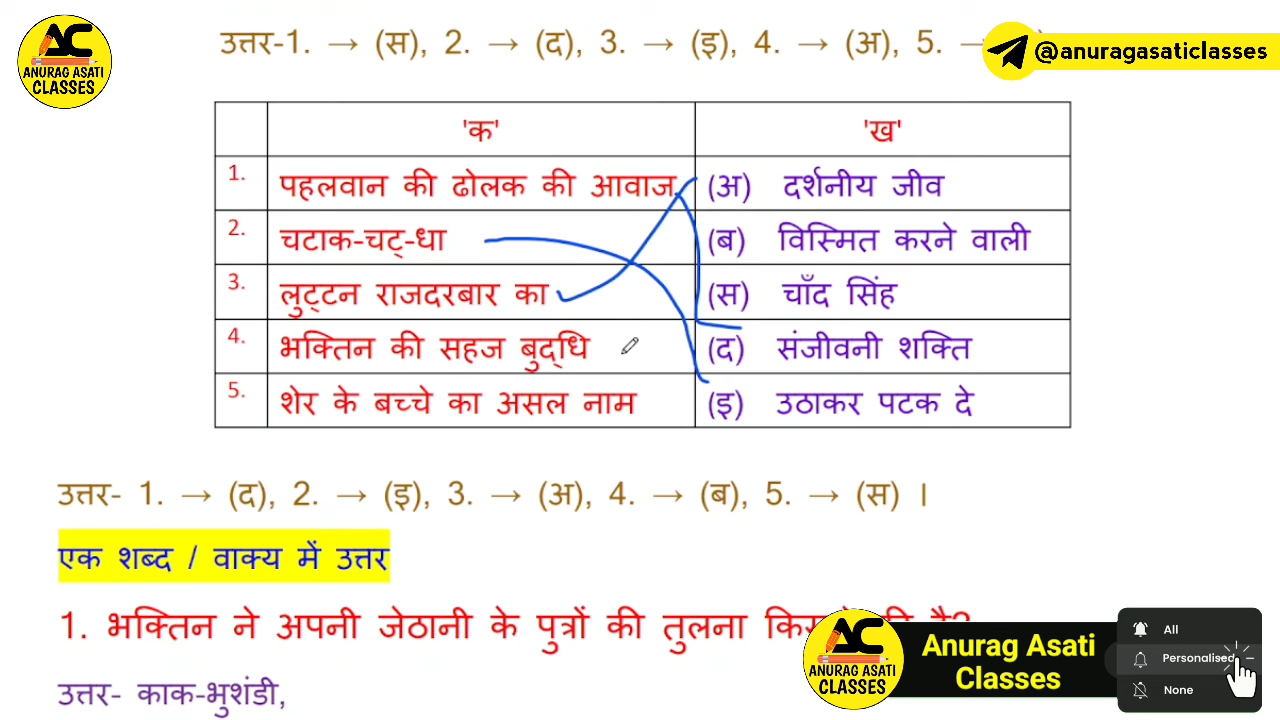 उत्तर-1. → (स), 2. → (द), 3. → (इ), 4. → (अ), 5. →
AC
ANURAG ASATI
CLASSES
@anuragasaticlasses
'क' 'ख'
1. पहलवान की ढोलक की आवाज (अ) दर्शनीय जीव
2. चटाक-चट्-धा (ब) विस्मित करने वाली
3. लुट्टन राजदरबार का (स) चाँद सिंह
4. भक्तिन की सहज बुद्धि (द) संजीवनी शक्ति
5. शेर के बच्चे का असल नाम (इ) उठाकर पटक दे
उत्तर- 1. → (द), 2. → (इ), 3. → (अ), 4. → (ब), 5. → (स) ।
एक शब्द / वाक्य में उत्तर
1. भक्तिन ने अपनी जेठानी के पुत्रों की तुलना
उत्तर- काक-भुशंडी,
AC
ANURAG ASATI
CLASSES
Anurag Asati
Classes
All
Personalised
None